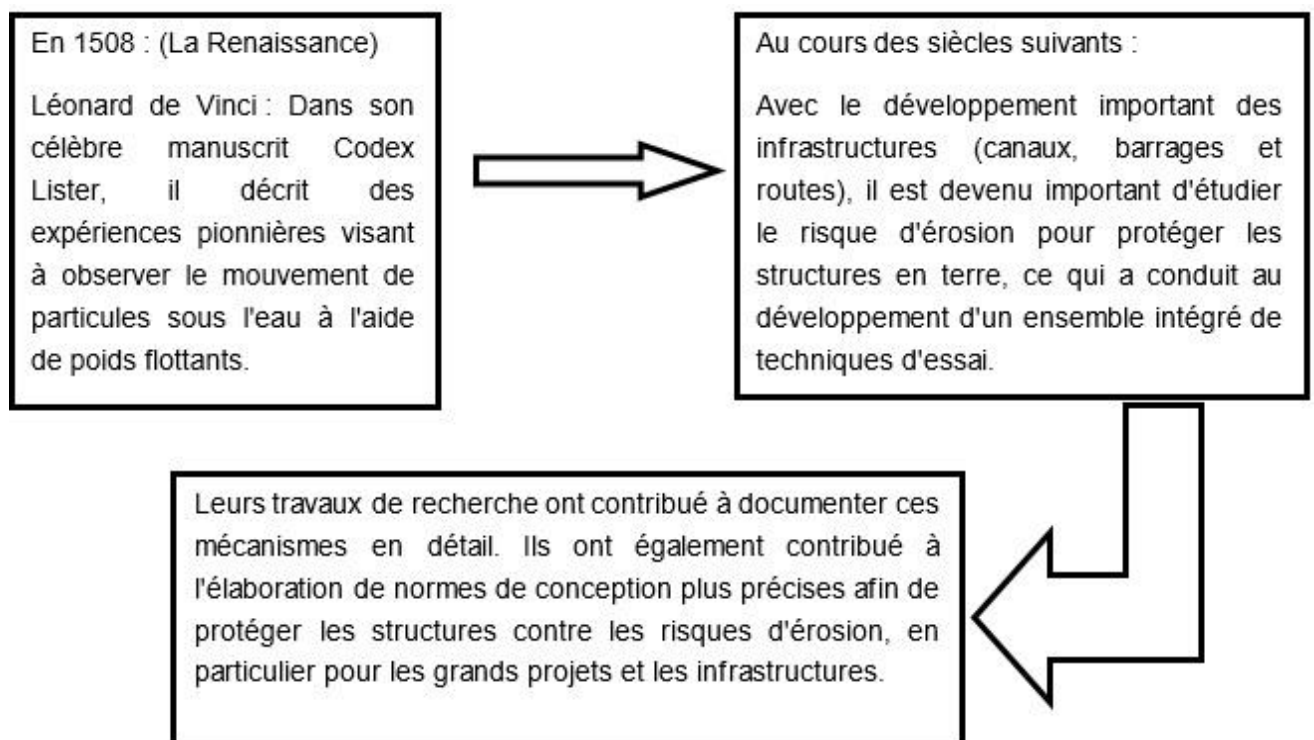 En 1508 : (La Renaissance)
Léonard de Vinci : Dans son
célèbre manuscrit Codex
Lister, il décrit des
expériences pionnières visant
à observer le mouvement de
particules sous l'eau à l'aide
de poids flottants.
Au cours des siècles suivants :
Avec le développement important des
infrastructures (canaux, barrages et
routes), il est devenu important d'étudier
le risque d'érosion pour protéger les
structures en terre, ce qui a conduit au
développement d'un ensemble intégré de
techniques d'essai.
Leurs travaux de recherche ont contribué à documenter ces
mécanismes en détail. Ils ont également contribué à
l'élaboration de normes de conception plus précises afin de
protéger les structures contre les risques d'érosion, en
particulier pour les grands projets et les infrastructures.